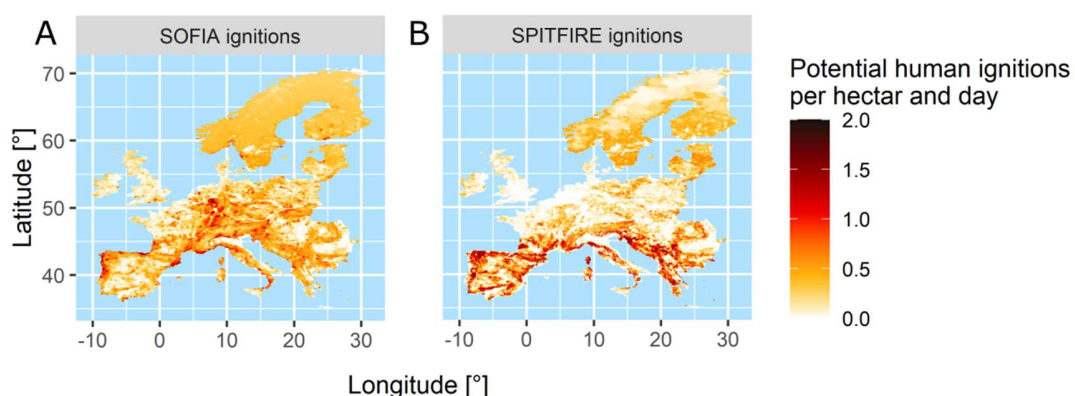 A
SOFIA ignitions
B
SPITFIRE ignitions
Potential human ignitions
per hectar and day
2.0
1.5
1.0
0.5
0.0
Latitude [°]
70
60
50
40
-10 0 10 20 30
-10 0 10 20 30
Longitude [°]